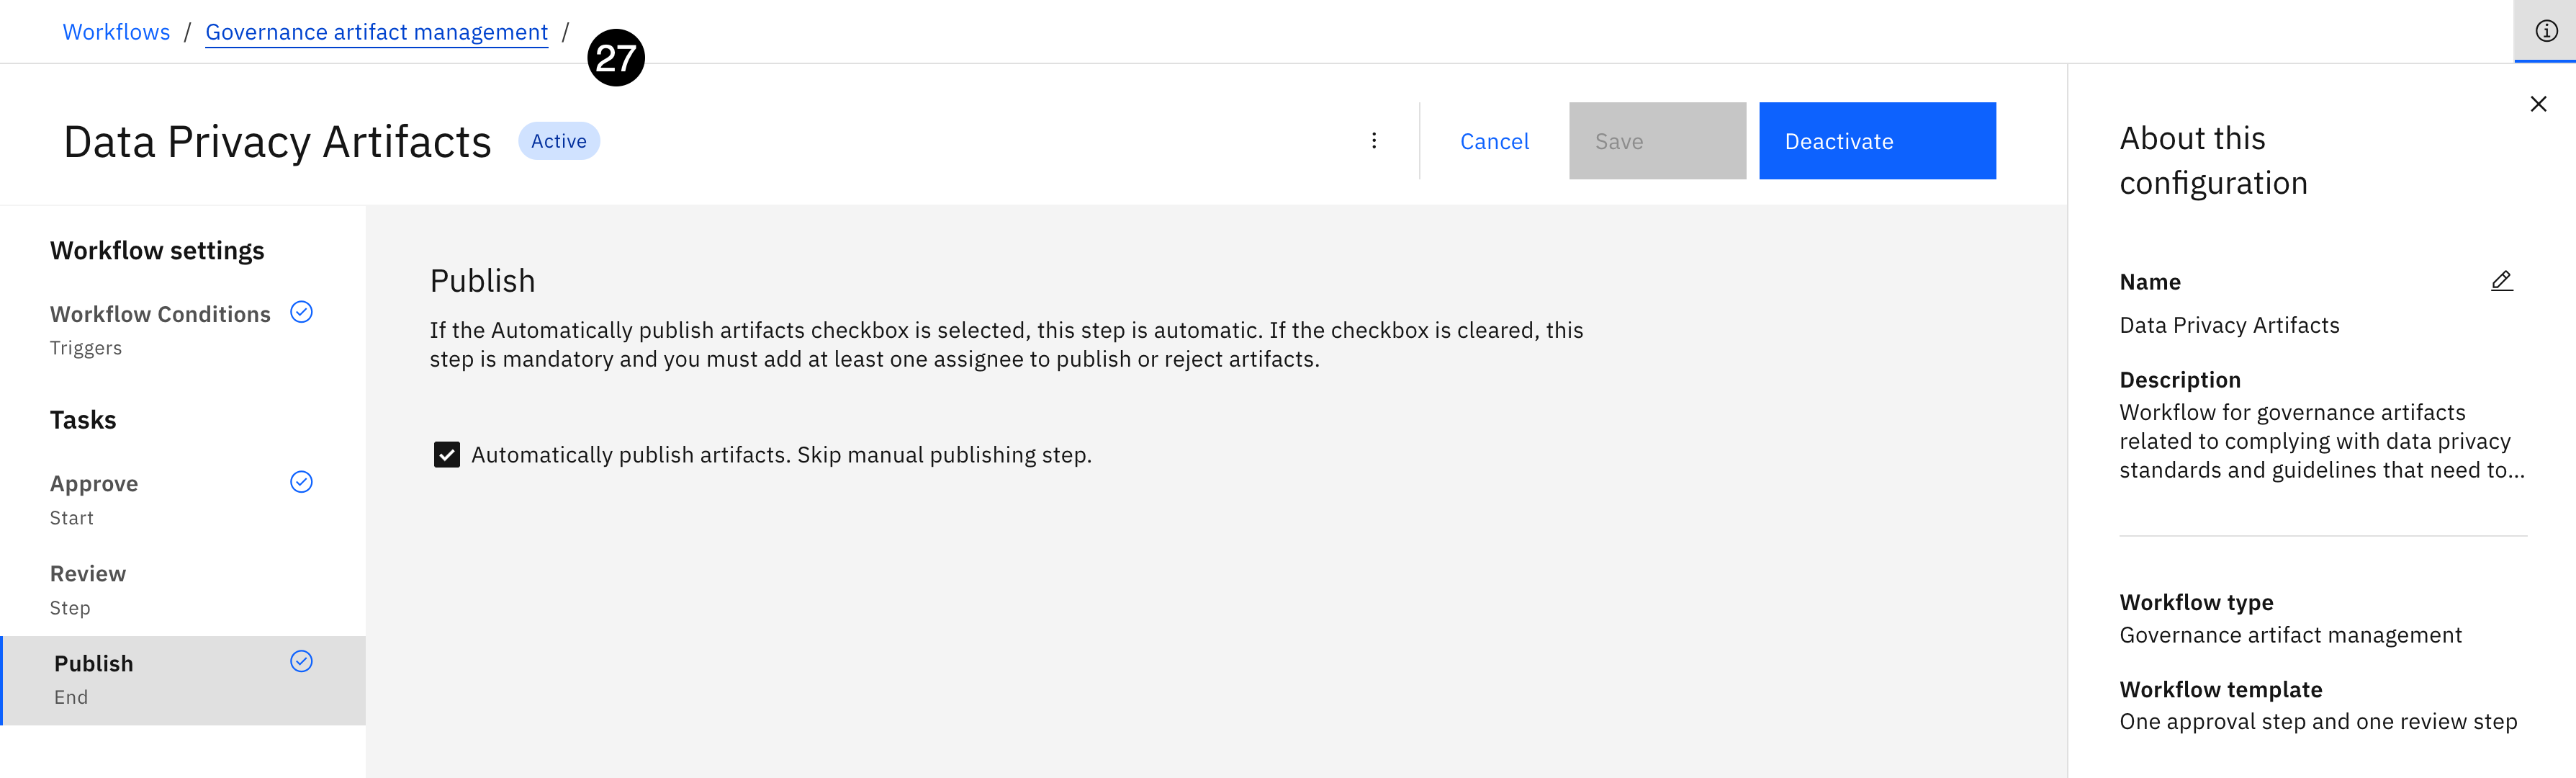 Workflows / Governance artifact management /
27
Data Privacy Artifacts
Active
Cancel
Save
Deactivate
Workflow settings
Workflow Conditions
Triggers
Tasks
Approve
Start
Review
Step
Publish
End
Publish
If the Automatically publish artifacts checkbox is selected, this step is automatic. If the checkbox is cleared, this
step is mandatory and you must add at least one assignee to publish or reject artifacts.
Automatically publish artifacts. Skip manual publishing step.
About this
configuration
Name
Data Privacy Artifacts
Description
Workflow for governance artifacts
related to complying with data privacy
standards and guidelines that need to...
Workflow type
Governance artifact management
Workflow template
One approval step and one review step